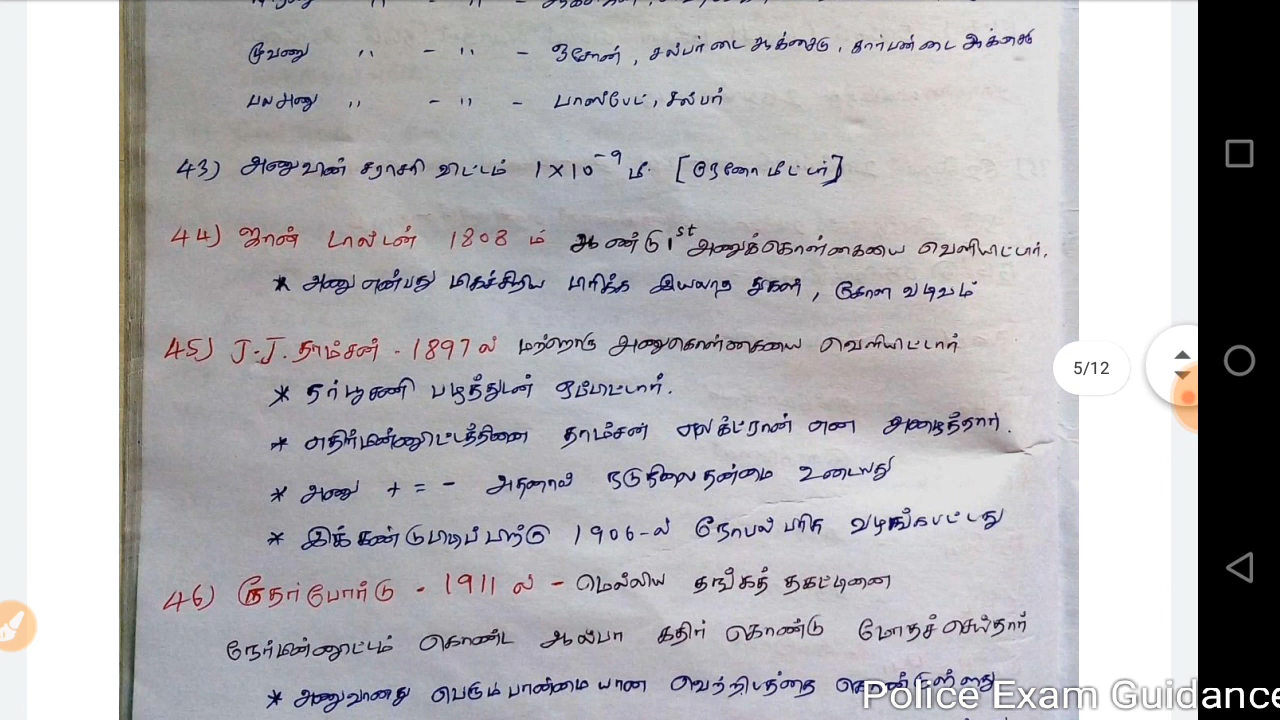 மூவணு ,, - ,, - ஓசோன், சல்பர் டை ஆக்சைடு, கார்பன் டை ஆக்சைடு
பல அணு ,, - ,, - பாஸ்பேட், சல்பர்
43) அணுவின் சராசரி விட்டம் 1×10⁻⁹ மீ. [நேனோ மீட்டர்]
44) ஜான் டால்டன் 1808 ம் ஆண்டு 1st அணுக்கொள்கையை வெளியிட்டார்.
* அணு என்பது மிகச்சிறிய பிரிக்க இயலாத துகள், கோள வடிவம்
45) J.J. தாம்சன் - 1897 ல் மற்றொரு அணுகொள்கையை வெளியிட்டார்
* தர்பூசணி பழத்துடன் ஒப்பிட்டார்.
* எதிர்மின்னூட்டத்தினை தாம்சன் எலக்ட்ரான் என அழைத்தார்.
* அணு + = - அதனால் நடுநிலை தன்மை உடையது
* இக்கண்டுபிடிப்பிற்கு 1906-ல் நோபல் பரிசு வழங்கப்பட்டது
46) ரூதர்போர்டு - 1911 ல் - மெல்லிய தங்கத் தகட்டினை
நேர்மின்னூட்டம் கொண்ட ஆல்பா கதிர் கொண்டு மோதச் செய்தார்
* அணுவானது பெரும்பான்மையான வெற்றிடத்தை கொண்டுள்ளது
5/12
Police Exam Guidance